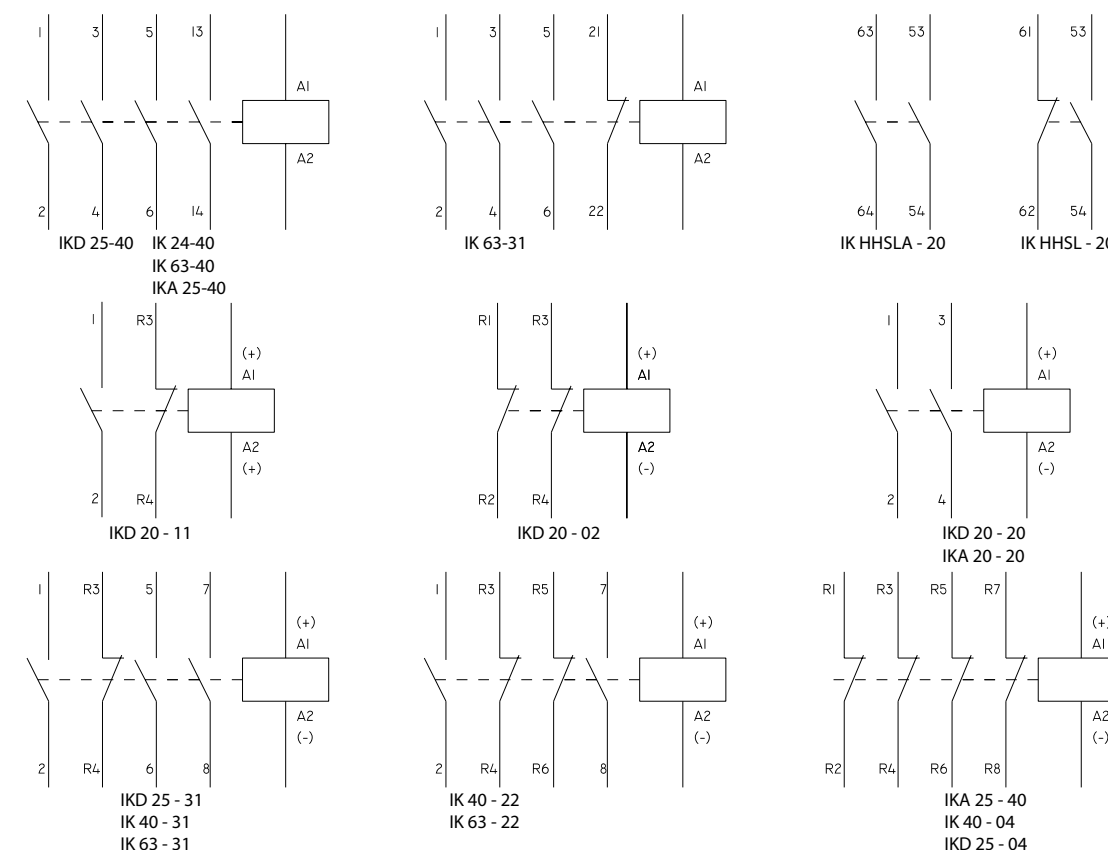 1 3 5 13 A1
A2
2 4 6 14
IKD 25-40 IK 24-40
IK 63-40
IKA 25-40
1 3 5 21 A1
A2
2 4 6 22
IK 63-31
63 53
64 54
IK HHSLA - 20
61 53
62 54
IK HHSL - 20
1 R3
(+)
A1
A2
(+)
2 R4
IKD 20 - 11
R1 R3
(+)
A1
A2
(-)
R2 R4
IKD 20 - 02
1 3
(+)
A1
A2
(-)
2 4
IKD 20 - 20
IKA 20 - 20
1 R3 5 7
(+)
A1
A2
(-)
2 R4 6 8
IKD 25 - 31
IK 40 - 31
IK 63 - 31
1 R3 R5 7
(+)
A1
A2
(-)
2 R4 R6 8
IK 40 - 22
IK 63 - 22
R1 R3 R5 R7
(+)
A1
A2
(-)
R2 R4 R6 R8
IKA 25 - 40
IK 40 - 04
IKD 25 - 04